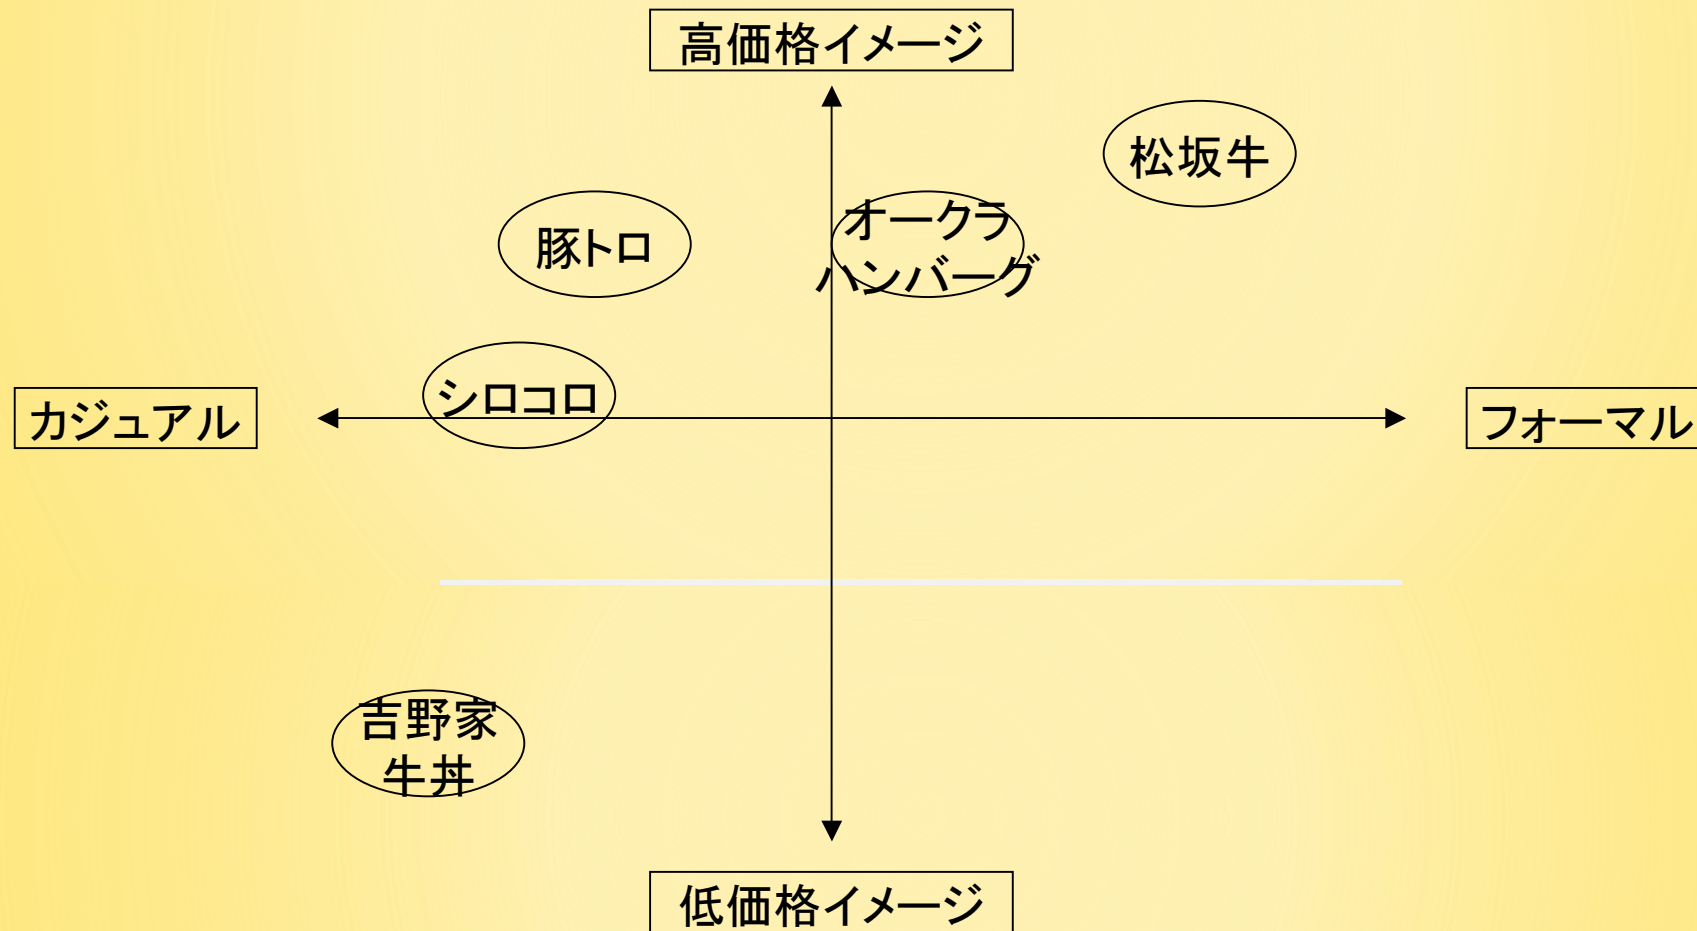 高価格イメージ
松坂牛
オークラ
ハンバーグ
豚トロ
シロコロ
カジュアル
フォーマル
吉野家
牛丼
低価格イメージ